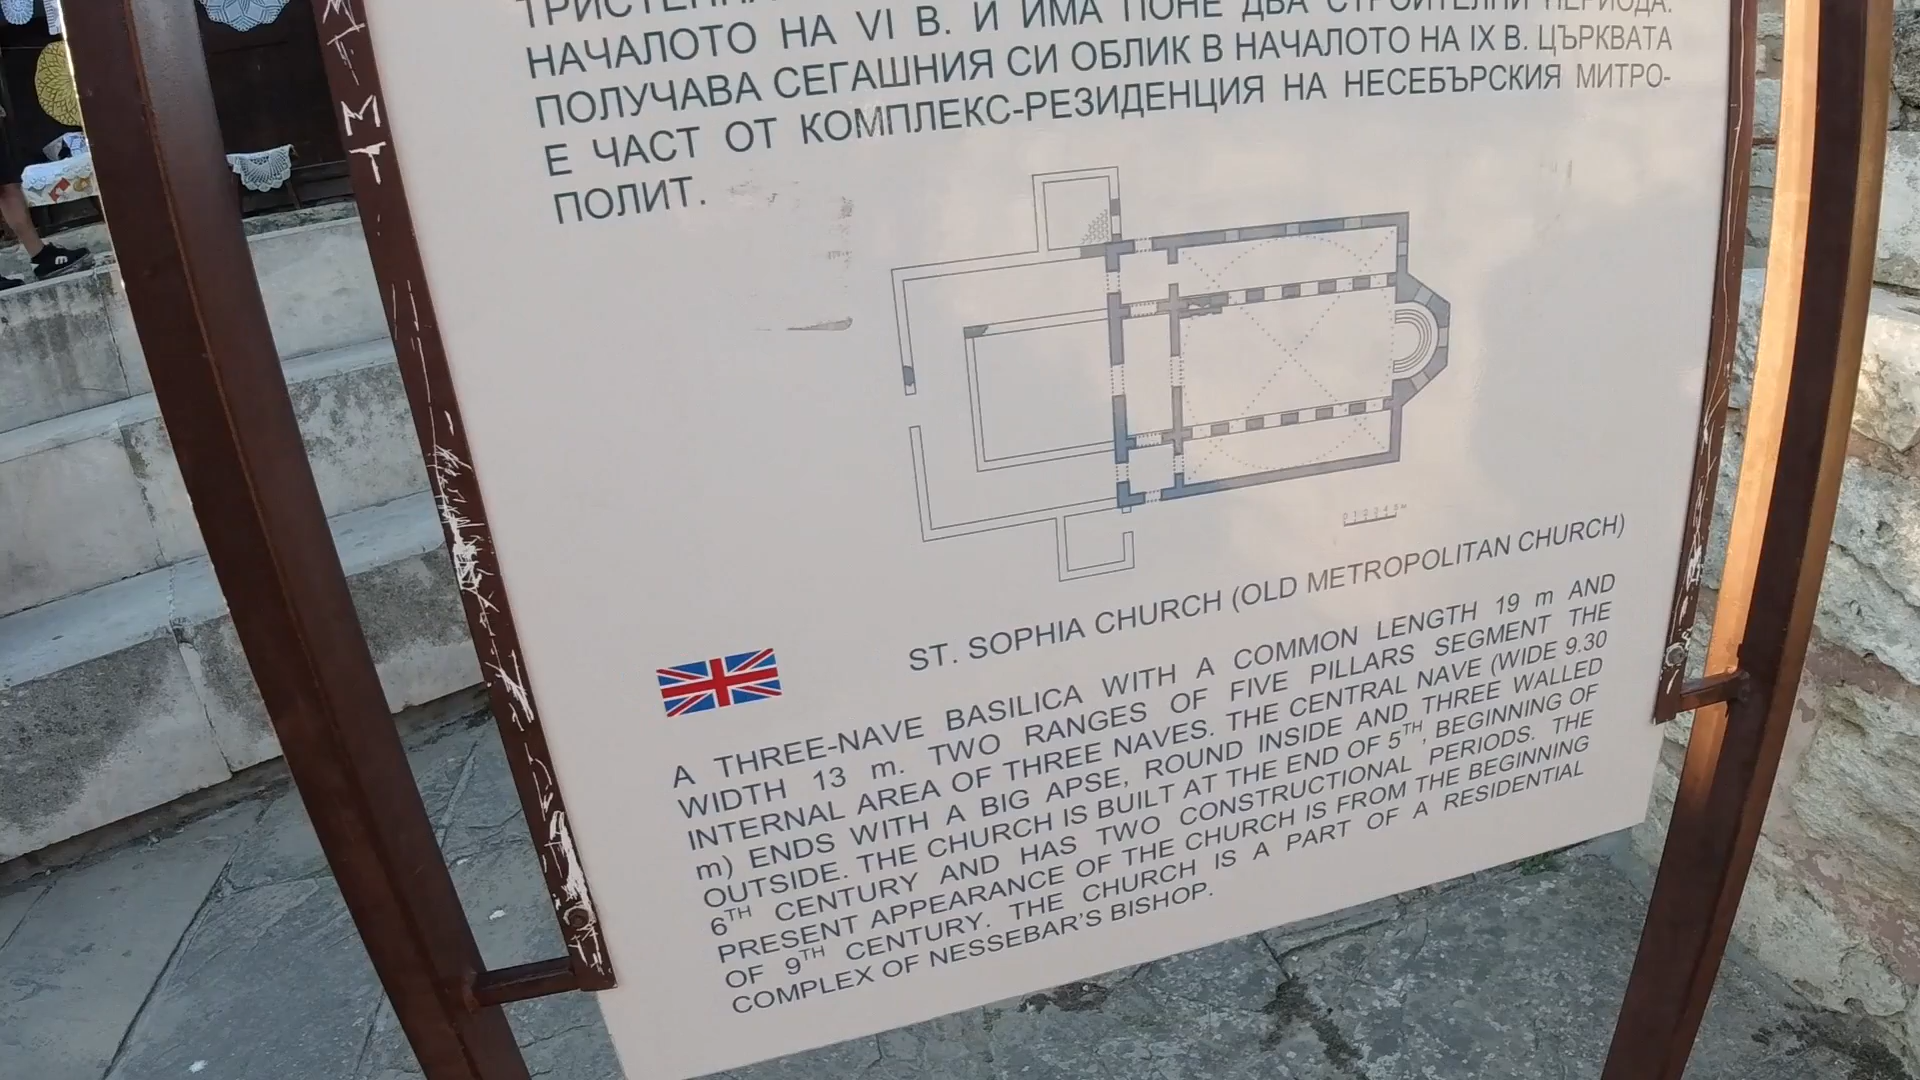 НАЧАЛОТО НА VI В. И ИМА ПОНЕ ДВА СТРОИТЕЛНИ ПЕРИОДА.
ПОЛУЧАВА СЕГАШНИЯ СИ ОБЛИК В НАЧАЛОТО НА IX В. ЦЪРКВАТА
Е ЧАСТ ОТ КОМПЛЕКС-РЕЗИДЕНЦИЯ НА НЕСЕБЪРСКИЯ МИТРО-
ПОЛИТ.
ST. SOPHIA CHURCH (OLD METROPOLITAN CHURCH)
A THREE-NAVE BASILICA WITH A COMMON LENGTH 19 m AND
WIDTH 13 m. TWO RANGES OF FIVE PILLARS SEGMENT THE
INTERNAL AREA OF THREE NAVES. THE CENTRAL NAVE (WIDE 9.30
m) ENDS WITH A BIG APSE, ROUND INSIDE AND THREE WALLED
OUTSIDE. THE CHURCH IS BUILT AT THE END OF 5TH, BEGINNING OF
6TH CENTURY AND HAS TWO CONSTRUCTIONAL PERIODS. THE
PRESENT APPEARANCE OF THE CHURCH IS FROM THE BEGINNING
OF 9TH CENTURY. THE CHURCH IS A PART OF A RESIDENTIAL
COMPLEX OF NESSEBAR'S BISHOP.